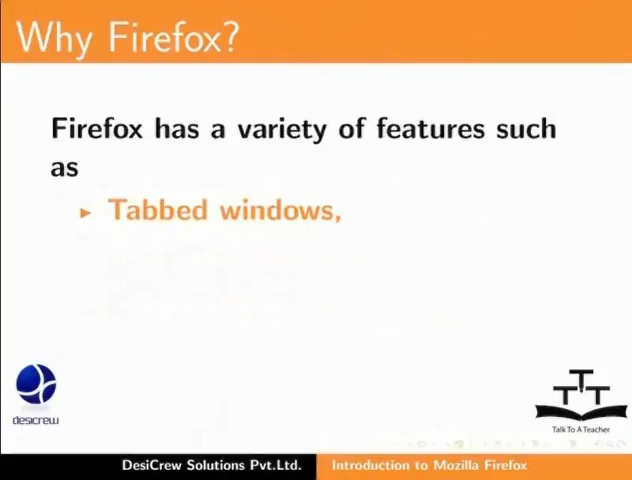 Why Firefox?
Firefox has a variety of features such
as
Tabbed windows,
desicrew
TTT
Talk To A Teacher
DesiCrew Solutions Pvt.Ltd.
Introduction to Mozilla Firefox